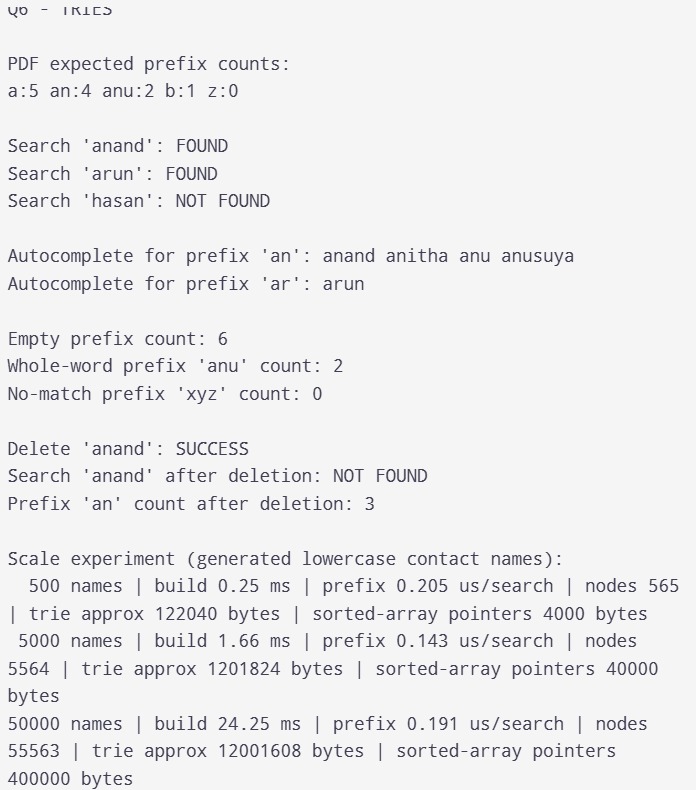 Q6 - TRIES
PDF expected prefix counts:
a:5 an:4 anu:2 b:1 z:0
Search 'anand': FOUND
Search 'arun': FOUND
Search 'hasan': NOT FOUND
Autocomplete for prefix 'an': anand anitha anu anusuya
Autocomplete for prefix 'ar': arun
Empty prefix count: 6
Whole-word prefix 'anu' count: 2
No-match prefix 'xyz' count: 0
Delete 'anand': SUCCESS
Search 'anand' after deletion: NOT FOUND
Prefix 'an' count after deletion: 3
Scale experiment (generated lowercase contact names):
500 names | build 0.25 ms | prefix 0.205 us/search | nodes 565
| trie approx 122040 bytes | sorted-array pointers 4000 bytes
5000 names | build 1.66 ms | prefix 0.143 us/search | nodes
5564 | trie approx 1201824 bytes | sorted-array pointers 40000
bytes
50000 names | build 24.25 ms | prefix 0.191 us/search | nodes
55563 | trie approx 12001608 bytes | sorted-array pointers
400000 bytes